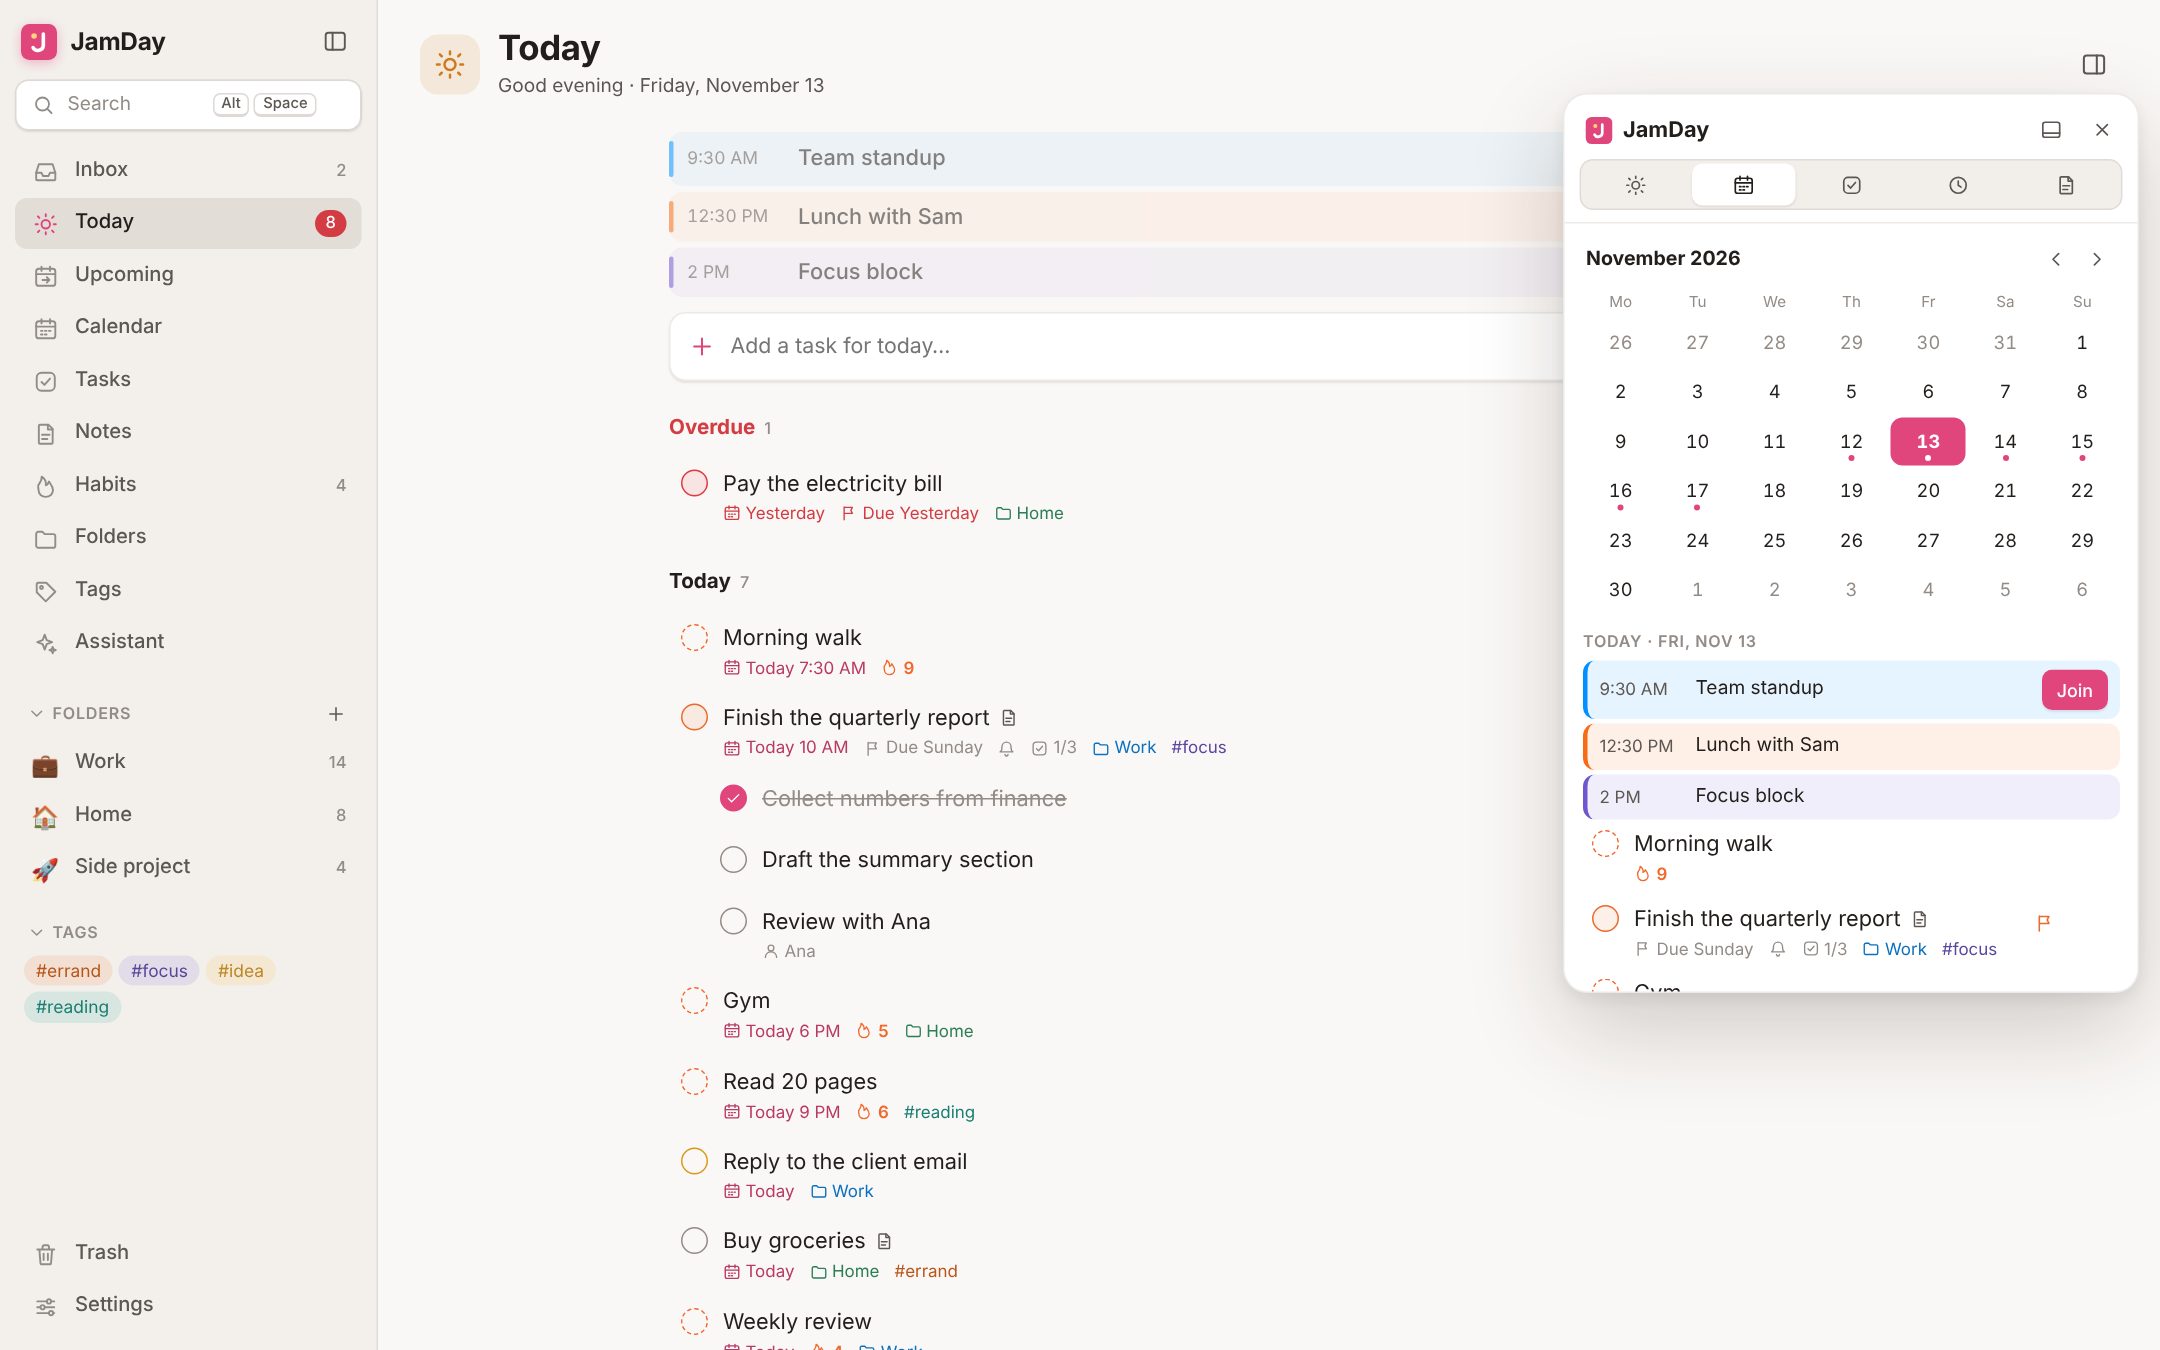 JamDay
Search Alt Space
Inbox 2
Today 8
Upcoming
Calendar
Tasks
Notes
Habits 4
Folders
Tags
Assistant
FOLDERS
Work 14
Home 8
Side project 4
TAGS
#errand #focus #idea
#reading
Trash
Settings
Today
Good evening · Friday, November 13
9:30 AM Team standup
12:30 PM Lunch with Sam
2 PM Focus block
Add a task for today...
Overdue 1
Pay the electricity bill
Yesterday Due Yesterday Home
Today 7
Morning walk
Today 7:30 AM 9
Finish the quarterly report
Today 10 AM Due Sunday 1/3 Work #focus
Collect numbers from finance
Draft the summary section
Review with Ana
Ana
Gym
Today 6 PM 5 Home
Read 20 pages
Today 9 PM 6 #reading
Reply to the client email
Today Work
Buy groceries
Today Home #errand
Weekly review
Today 4 Work
JamDay
November 2026
Mo Tu We Th Fr Sa Su
26 27 28 29 30 31 1
2 3 4 5 6 7 8
9 10 11 12 13 14 15
16 17 18 19 20 21 22
23 24 25 26 27 28 29
30 1 2 3 4 5 6
TODAY · FRI, NOV 13
9:30 AM Team standup Join
12:30 PM Lunch with Sam
2 PM Focus block
Morning walk
9
Finish the quarterly report
Due Sunday 1/3 Work #focus
Gym